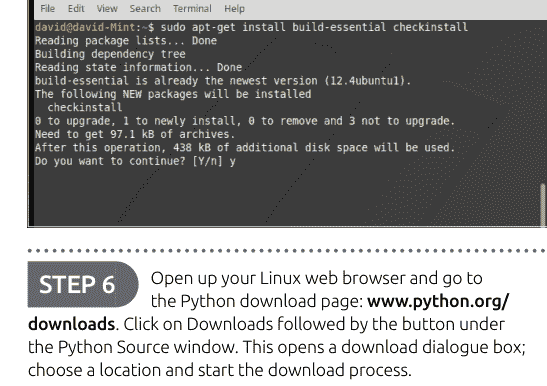 File Edit View Search Terminal Help
david@david-Mint:~$ sudo apt-get install build-essential checkinstall
Reading package lists... Done
Building dependency tree
Reading state information... Done
build-essential is already the newest version (12.4ubuntu1).
The following NEW packages will be installed
checkinstall
0 to upgrade, 1 to newly install, 0 to remove and 3 not to upgrade.
Need to get 97.1 kB of archives.
After this operation, 438 kB of additional disk space will be used.
Do you want to continue? [Y/n] y
STEP 6 Open up your Linux web browser and go to
the Python download page: www.python.org/
downloads. Click on Downloads followed by the button under
the Python Source window. This opens a download dialogue box;
choose a location and start the download process.